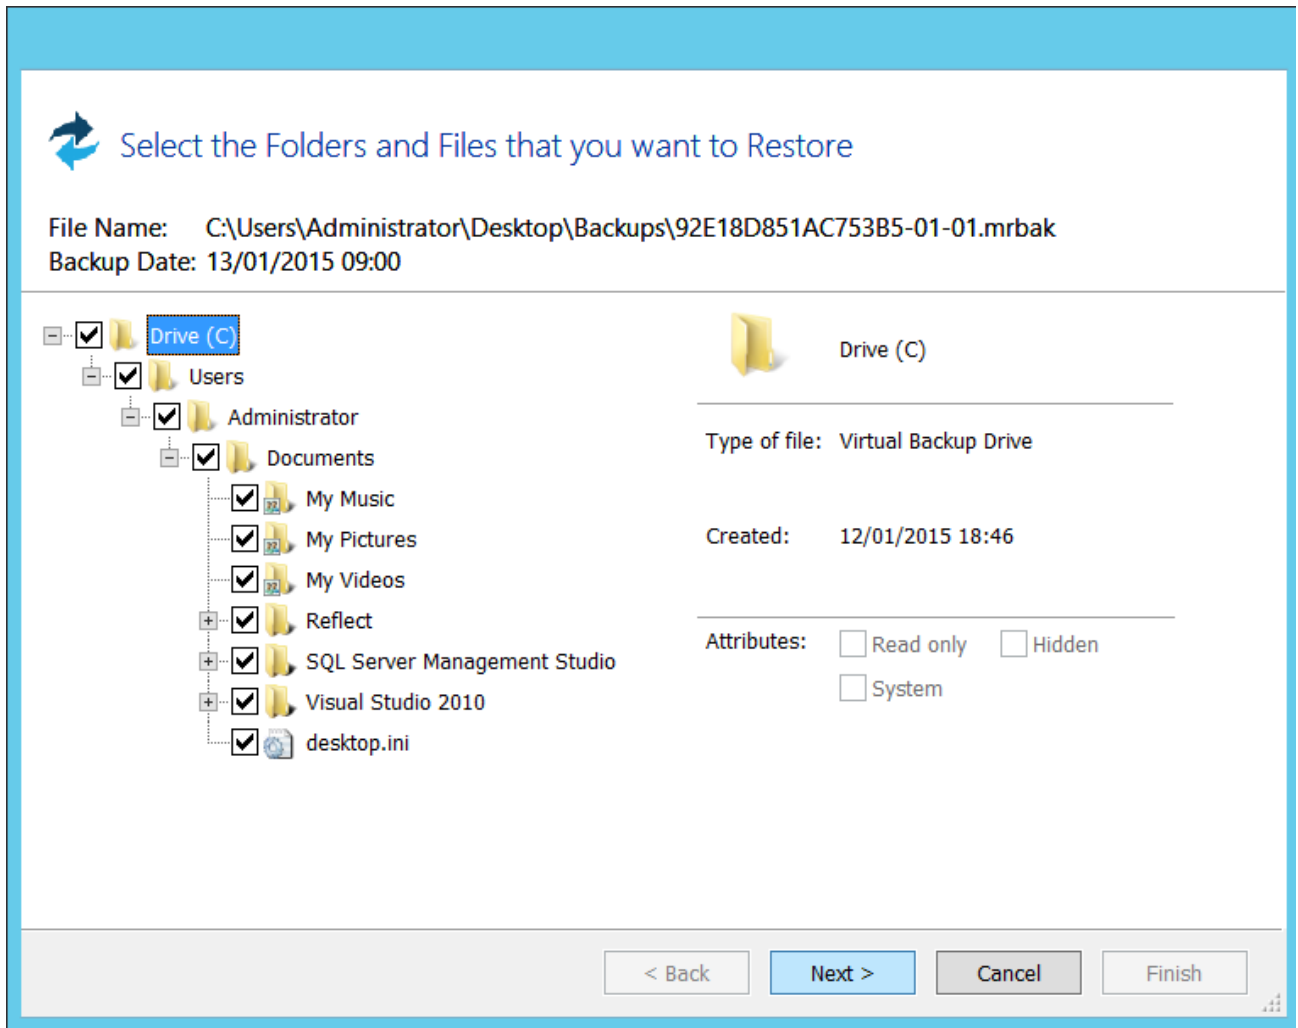 Select the Folders and Files that you want to Restore
File Name: C:\Users\Administrator\Desktop\Backups\92E18D851AC753B5-01-01.mrbak
Backup Date: 13/01/2015 09:00
Drive (C)
Users
Administrator
Documents
My Music
My Pictures
My Videos
Reflect
SQL Server Management Studio
Visual Studio 2010
desktop.ini
Drive (C)
Type of file: Virtual Backup Drive
Created: 12/01/2015 18:46
Attributes: Read only Hidden
System
< Back Next > Cancel Finish